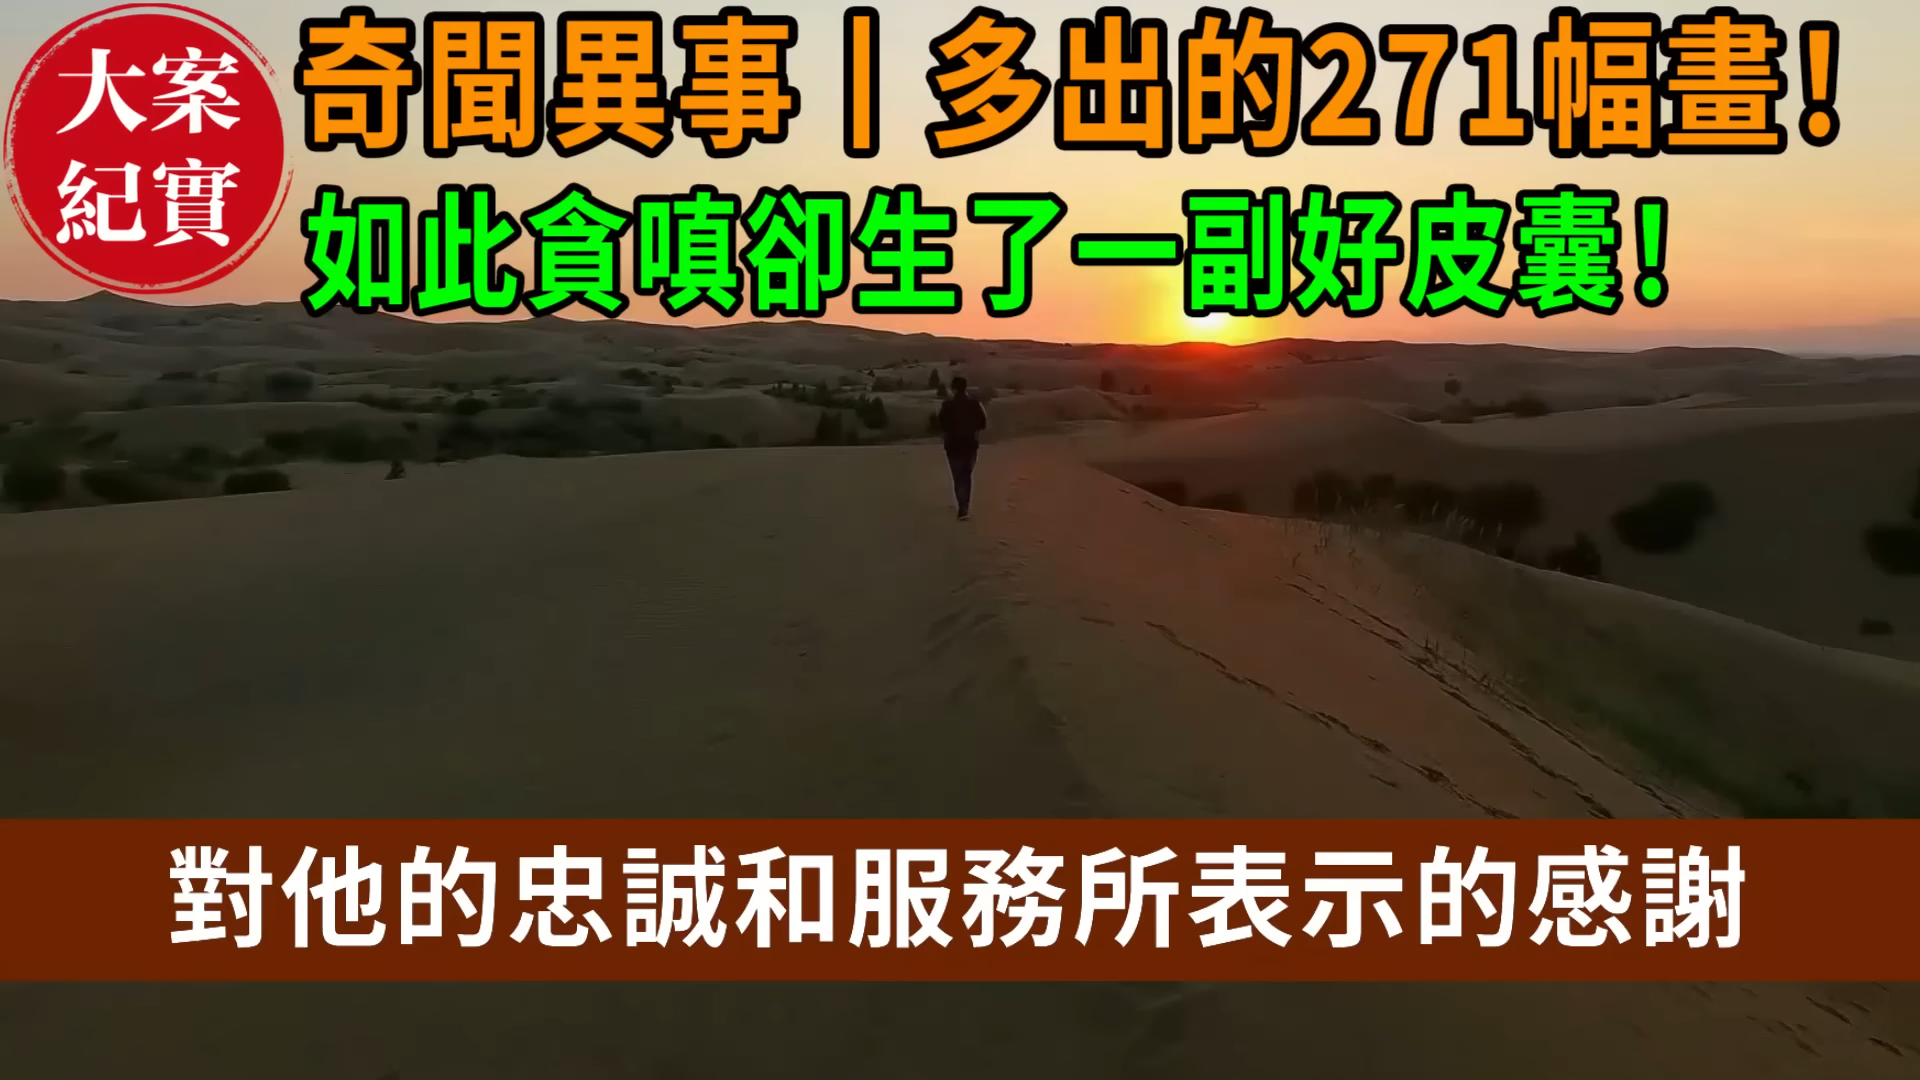 大案
紀實
奇聞異事丨多出的271幅畫！
如此貪嗔卻生了一副好皮囊！
對他的忠誠和服務所表示的感謝